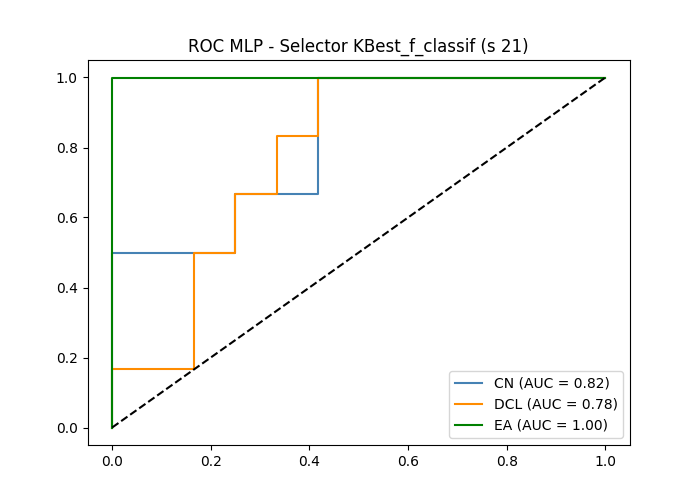 ROC MLP - Selector KBest_f_classif (s 21)
1.0
0.8
0.6
0.4
0.2
0.0
0.0 0.2 0.4 0.6 0.8 1.0
CN (AUC = 0.82)
DCL (AUC = 0.78)
EA (AUC = 1.00)